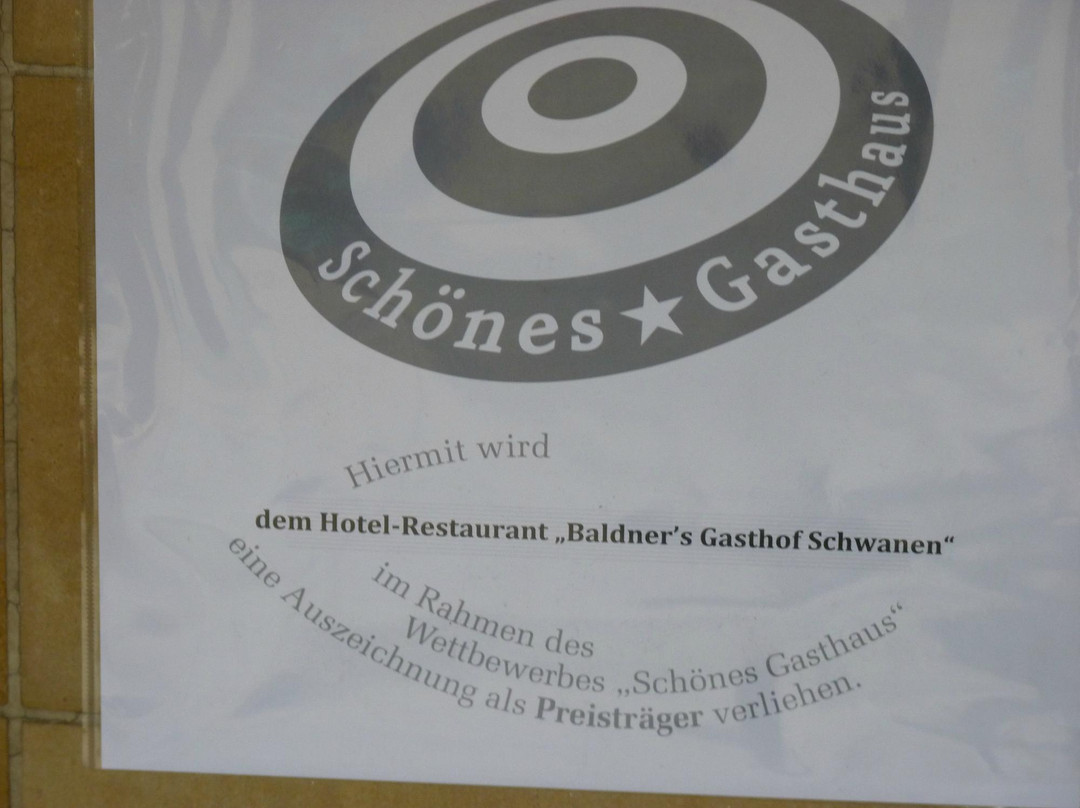 Schönes ★ Gasthaus
Hiermit wird
dem Hotel-Restaurant „Baldner’s Gasthof Schwanen“
im Rahmen des
Wettbewerbes „Schönes Gasthaus“
eine Auszeichnung als Preisträger verliehen.